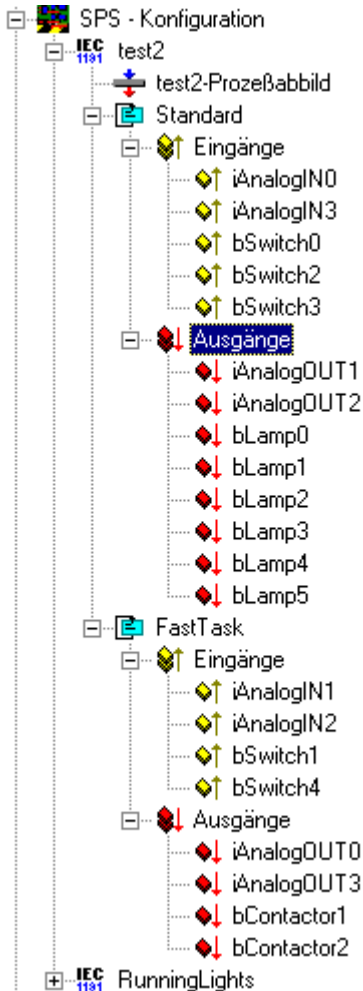 SPS - Konfiguration
IEC 1131 test2
test2-Prozeßabbild
Standard
Eingänge
iAnalogIN0
iAnalogIN3
bSwitch0
bSwitch2
bSwitch3
Ausgänge
iAnalogOUT1
iAnalogOUT2
bLamp0
bLamp1
bLamp2
bLamp3
bLamp4
bLamp5
FastTask
Eingänge
iAnalogIN1
iAnalogIN2
bSwitch1
bSwitch4
Ausgänge
iAnalogOUT0
iAnalogOUT3
bContactor1
bContactor2
IEC 1131 RunningLights